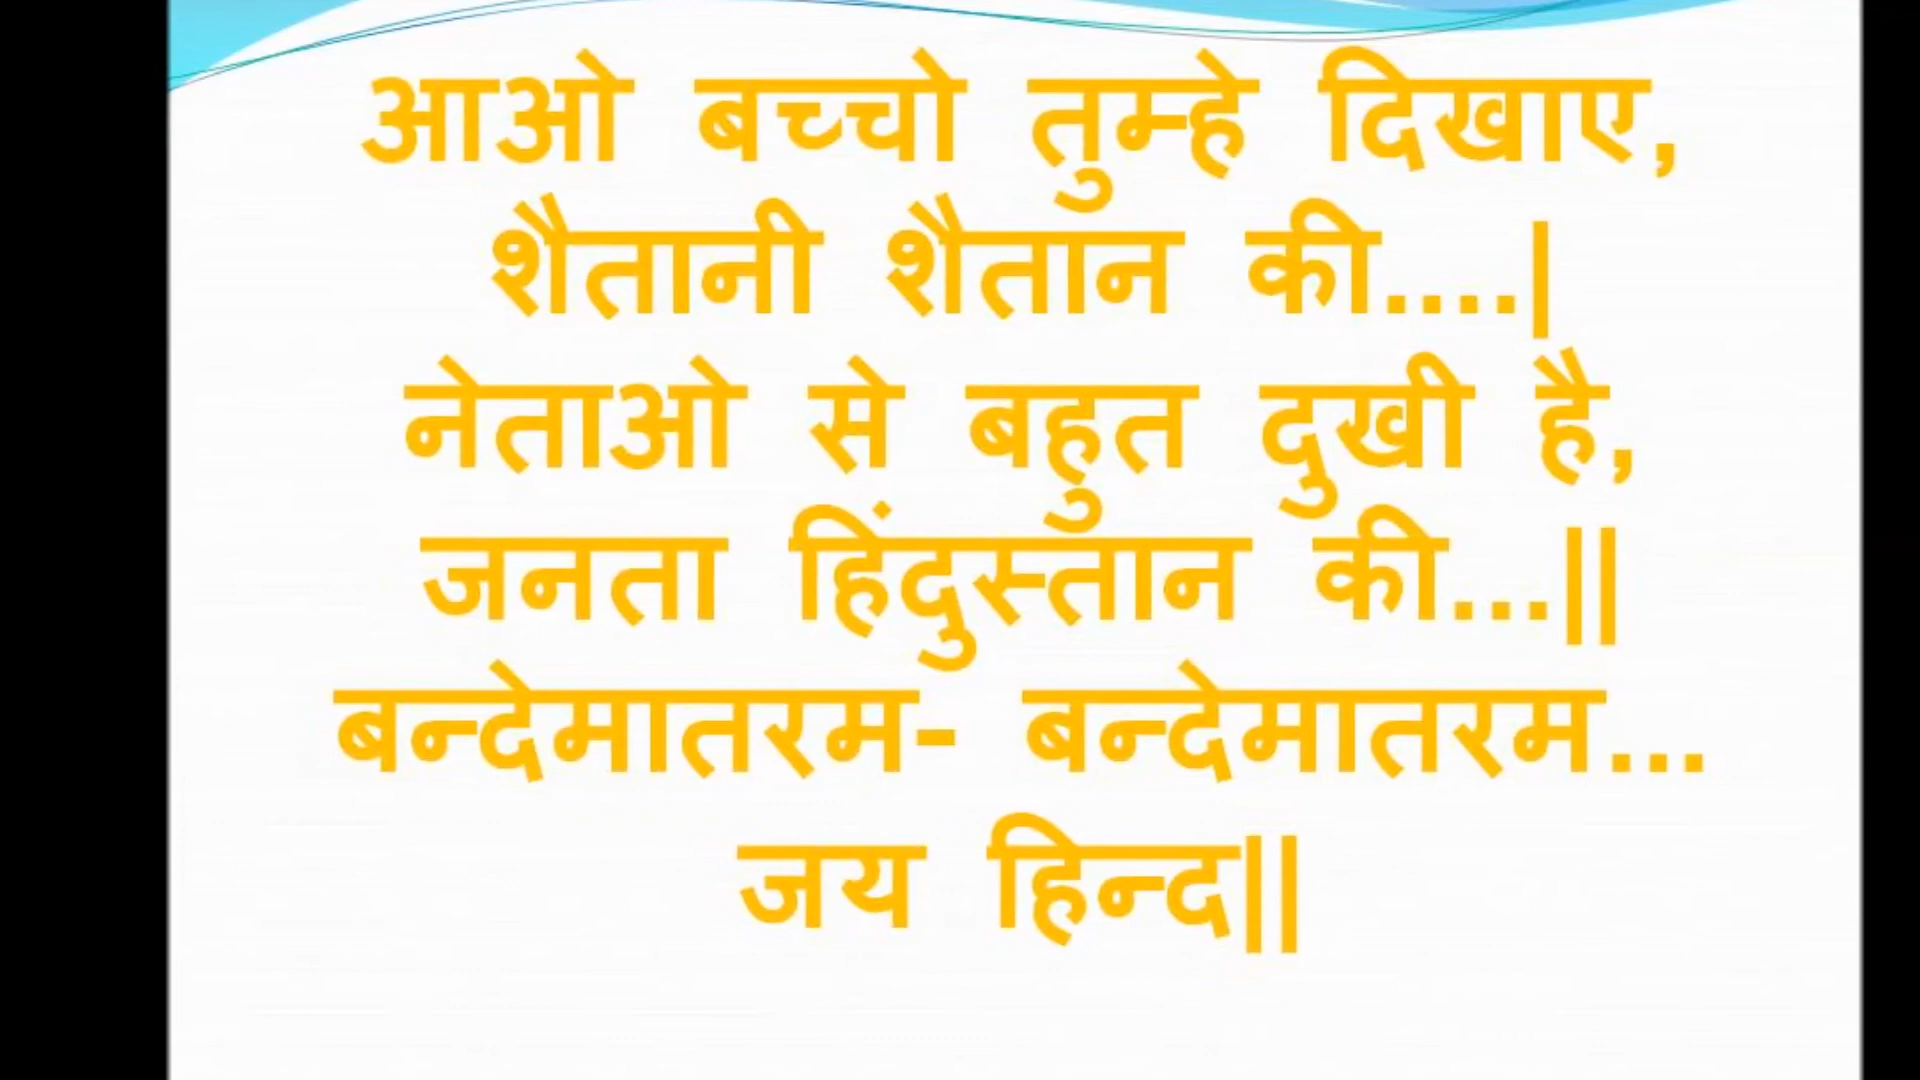 आओ बच्चो तुम्हे दिखाए,
शैतानी शैतान की....|
नेताओ से बहुत दुखी है,
जनता हिंदुस्तान की...||
बन्देमातरम- बन्देमातरम...
जय हिन्द||